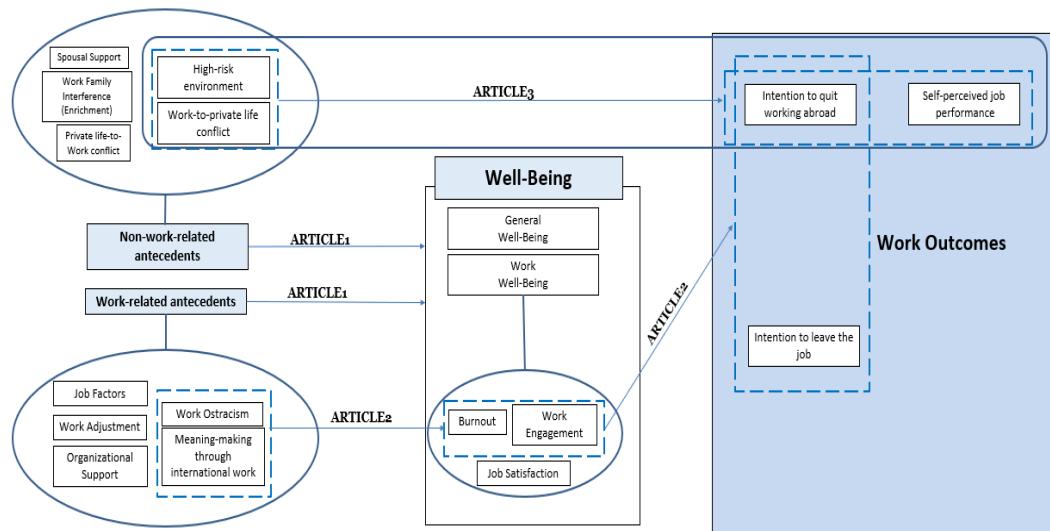 Spousal Support
Work Family
Interference
(Enrichment)
Private life-to-
Work conflict
High-risk
environment
Work-to-private life
conflict
ARTICLE3
Intention to quit
working abroad
Self-perceived job
performance
Well-Being
General
Well-Being
Work
Well-Being
Non-work-related
antecedents
ARTICLE1
Work-related antecedents
ARTICLE1
ARTICLE2
Work Outcomes
Intention to leave the
job
Job Factors
Work Adjustment
Organizational
Support
Work Ostracism
Meaning-making
through
international work
ARTICLE2
Burnout
Work
Engagement
Job Satisfaction